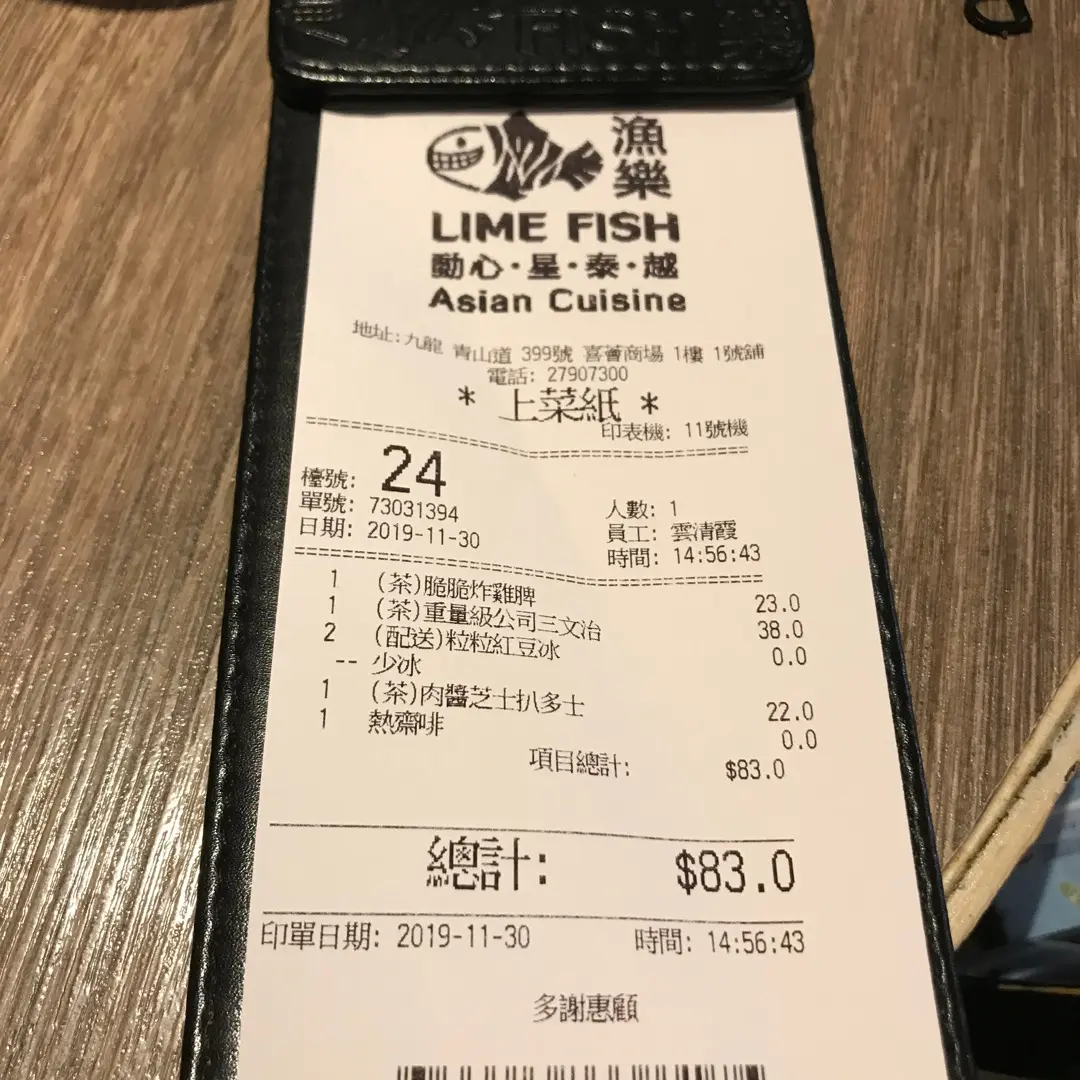 FISH
漁
樂
LIME FISH
動心·星·泰·越
Asian Cuisine
地址:九龍 青山道 399號 喜薈商場 1樓 1號舖
電話: 27907300
* 上菜紙 *
印表機: 11號機
檯號: 24
單號: 73031394 人數: 1
日期: 2019-11-30 員工: 雲清霞
時間: 14:56:43
1 (茶)脆脆炸雞脾 23.0
1 (茶)重量級公司三文治 38.0
2 (配送)粒粒紅豆冰 0.0
-- 少冰
1 (茶)肉醬芝士扒多士 22.0
1 熱齋啡 0.0
項目總計: $83.0
總計: $83.0
印單日期: 2019-11-30 時間: 14:56:43
多謝惠顧